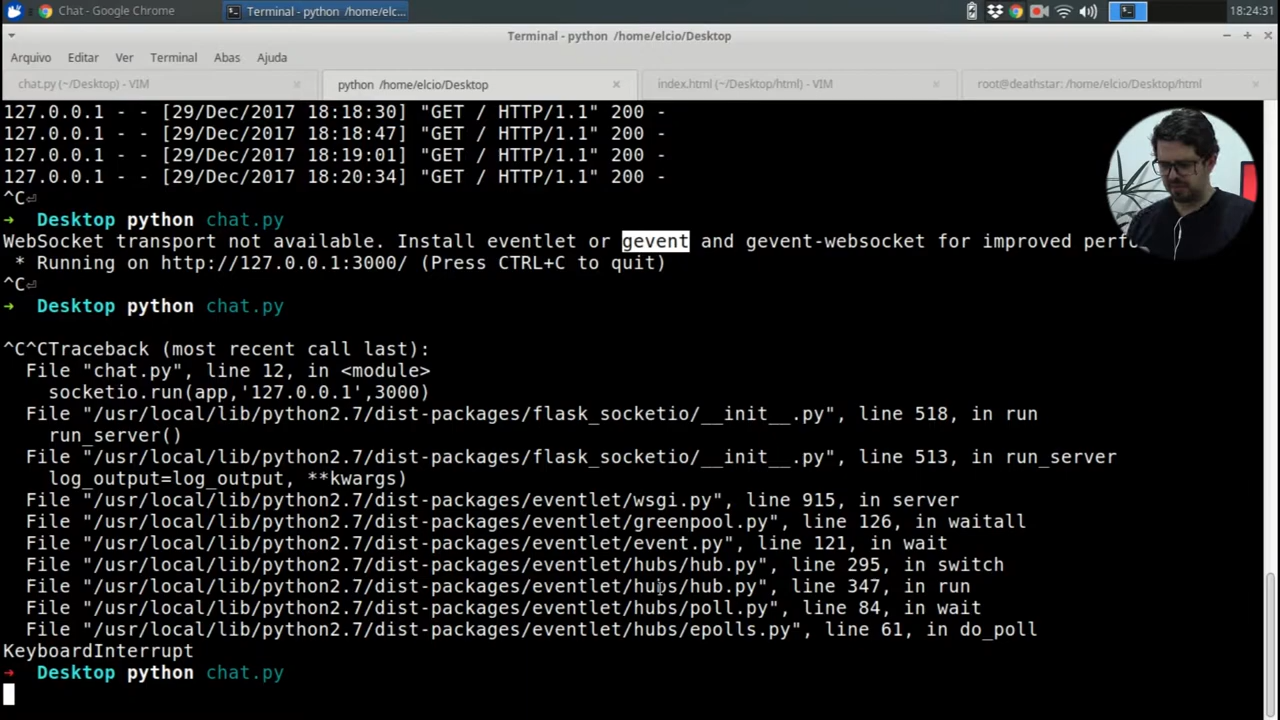 Chat - Google Chrome
Terminal - python /home/elc...
18:24:31
Terminal - python /home/elcio/Desktop
Arquivo Editar Ver Terminal Abas Ajuda
chat.py (~/Desktop) - VIM
python /home/elcio/Desktop
index.html (~/Desktop/html) - VIM
root@deathstar: /home/elcio/Desktop/html
127.0.0.1 - - [29/Dec/2017 18:18:30] "GET / HTTP/1.1" 200 -
127.0.0.1 - - [29/Dec/2017 18:18:47] "GET / HTTP/1.1" 200 -
127.0.0.1 - - [29/Dec/2017 18:19:01] "GET / HTTP/1.1" 200 -
127.0.0.1 - - [29/Dec/2017 18:20:34] "GET / HTTP/1.1" 200 -
^C⏎
➜ Desktop python chat.py
WebSocket transport not available. Install eventlet or gevent and gevent-websocket for improved perfo
 * Running on http://127.0.0.1:3000/ (Press CTRL+C to quit)
^C⏎
➜ Desktop python chat.py
^C^CTraceback (most recent call last):
  File "chat.py", line 12, in <module>
    socketio.run(app,'127.0.0.1',3000)
  File "/usr/local/lib/python2.7/dist-packages/flask_socketio/__init__.py", line 518, in run
    run_server()
  File "/usr/local/lib/python2.7/dist-packages/flask_socketio/__init__.py", line 513, in run_server
    log_output=log_output, **kwargs)
  File "/usr/local/lib/python2.7/dist-packages/eventlet/wsgi.py", line 915, in server
  File "/usr/local/lib/python2.7/dist-packages/eventlet/greenpool.py", line 126, in waitall
  File "/usr/local/lib/python2.7/dist-packages/eventlet/event.py", line 121, in wait
  File "/usr/local/lib/python2.7/dist-packages/eventlet/hubs/hub.py", line 295, in switch
  File "/usr/local/lib/python2.7/dist-packages/eventlet/hubs/hub.py", line 347, in run
  File "/usr/local/lib/python2.7/dist-packages/eventlet/hubs/poll.py", line 84, in wait
  File "/usr/local/lib/python2.7/dist-packages/eventlet/hubs/epolls.py", line 61, in do_poll
KeyboardInterrupt
➜ Desktop python chat.py